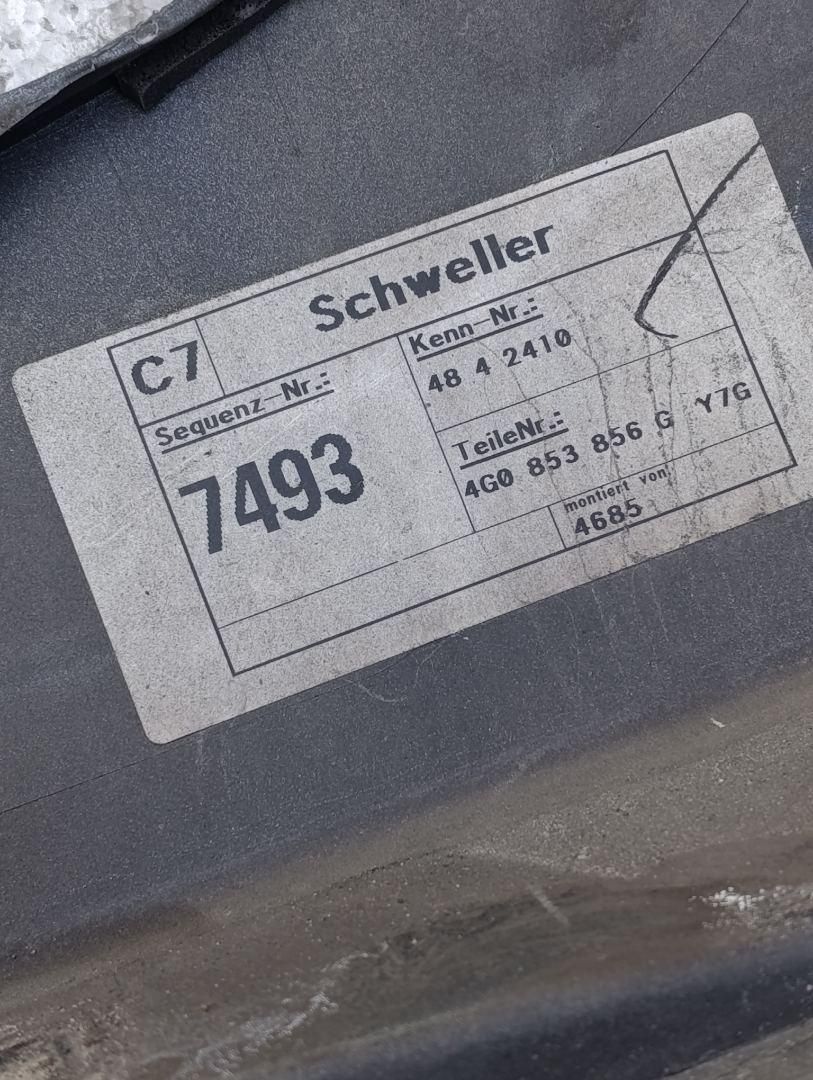 C7
Schweller
Sequenz-Nr.:
7493
Kenn-Nr.:
48 4 2410
TeileNr.:
4G0 853 856 G Y7G
montiert von:
4685